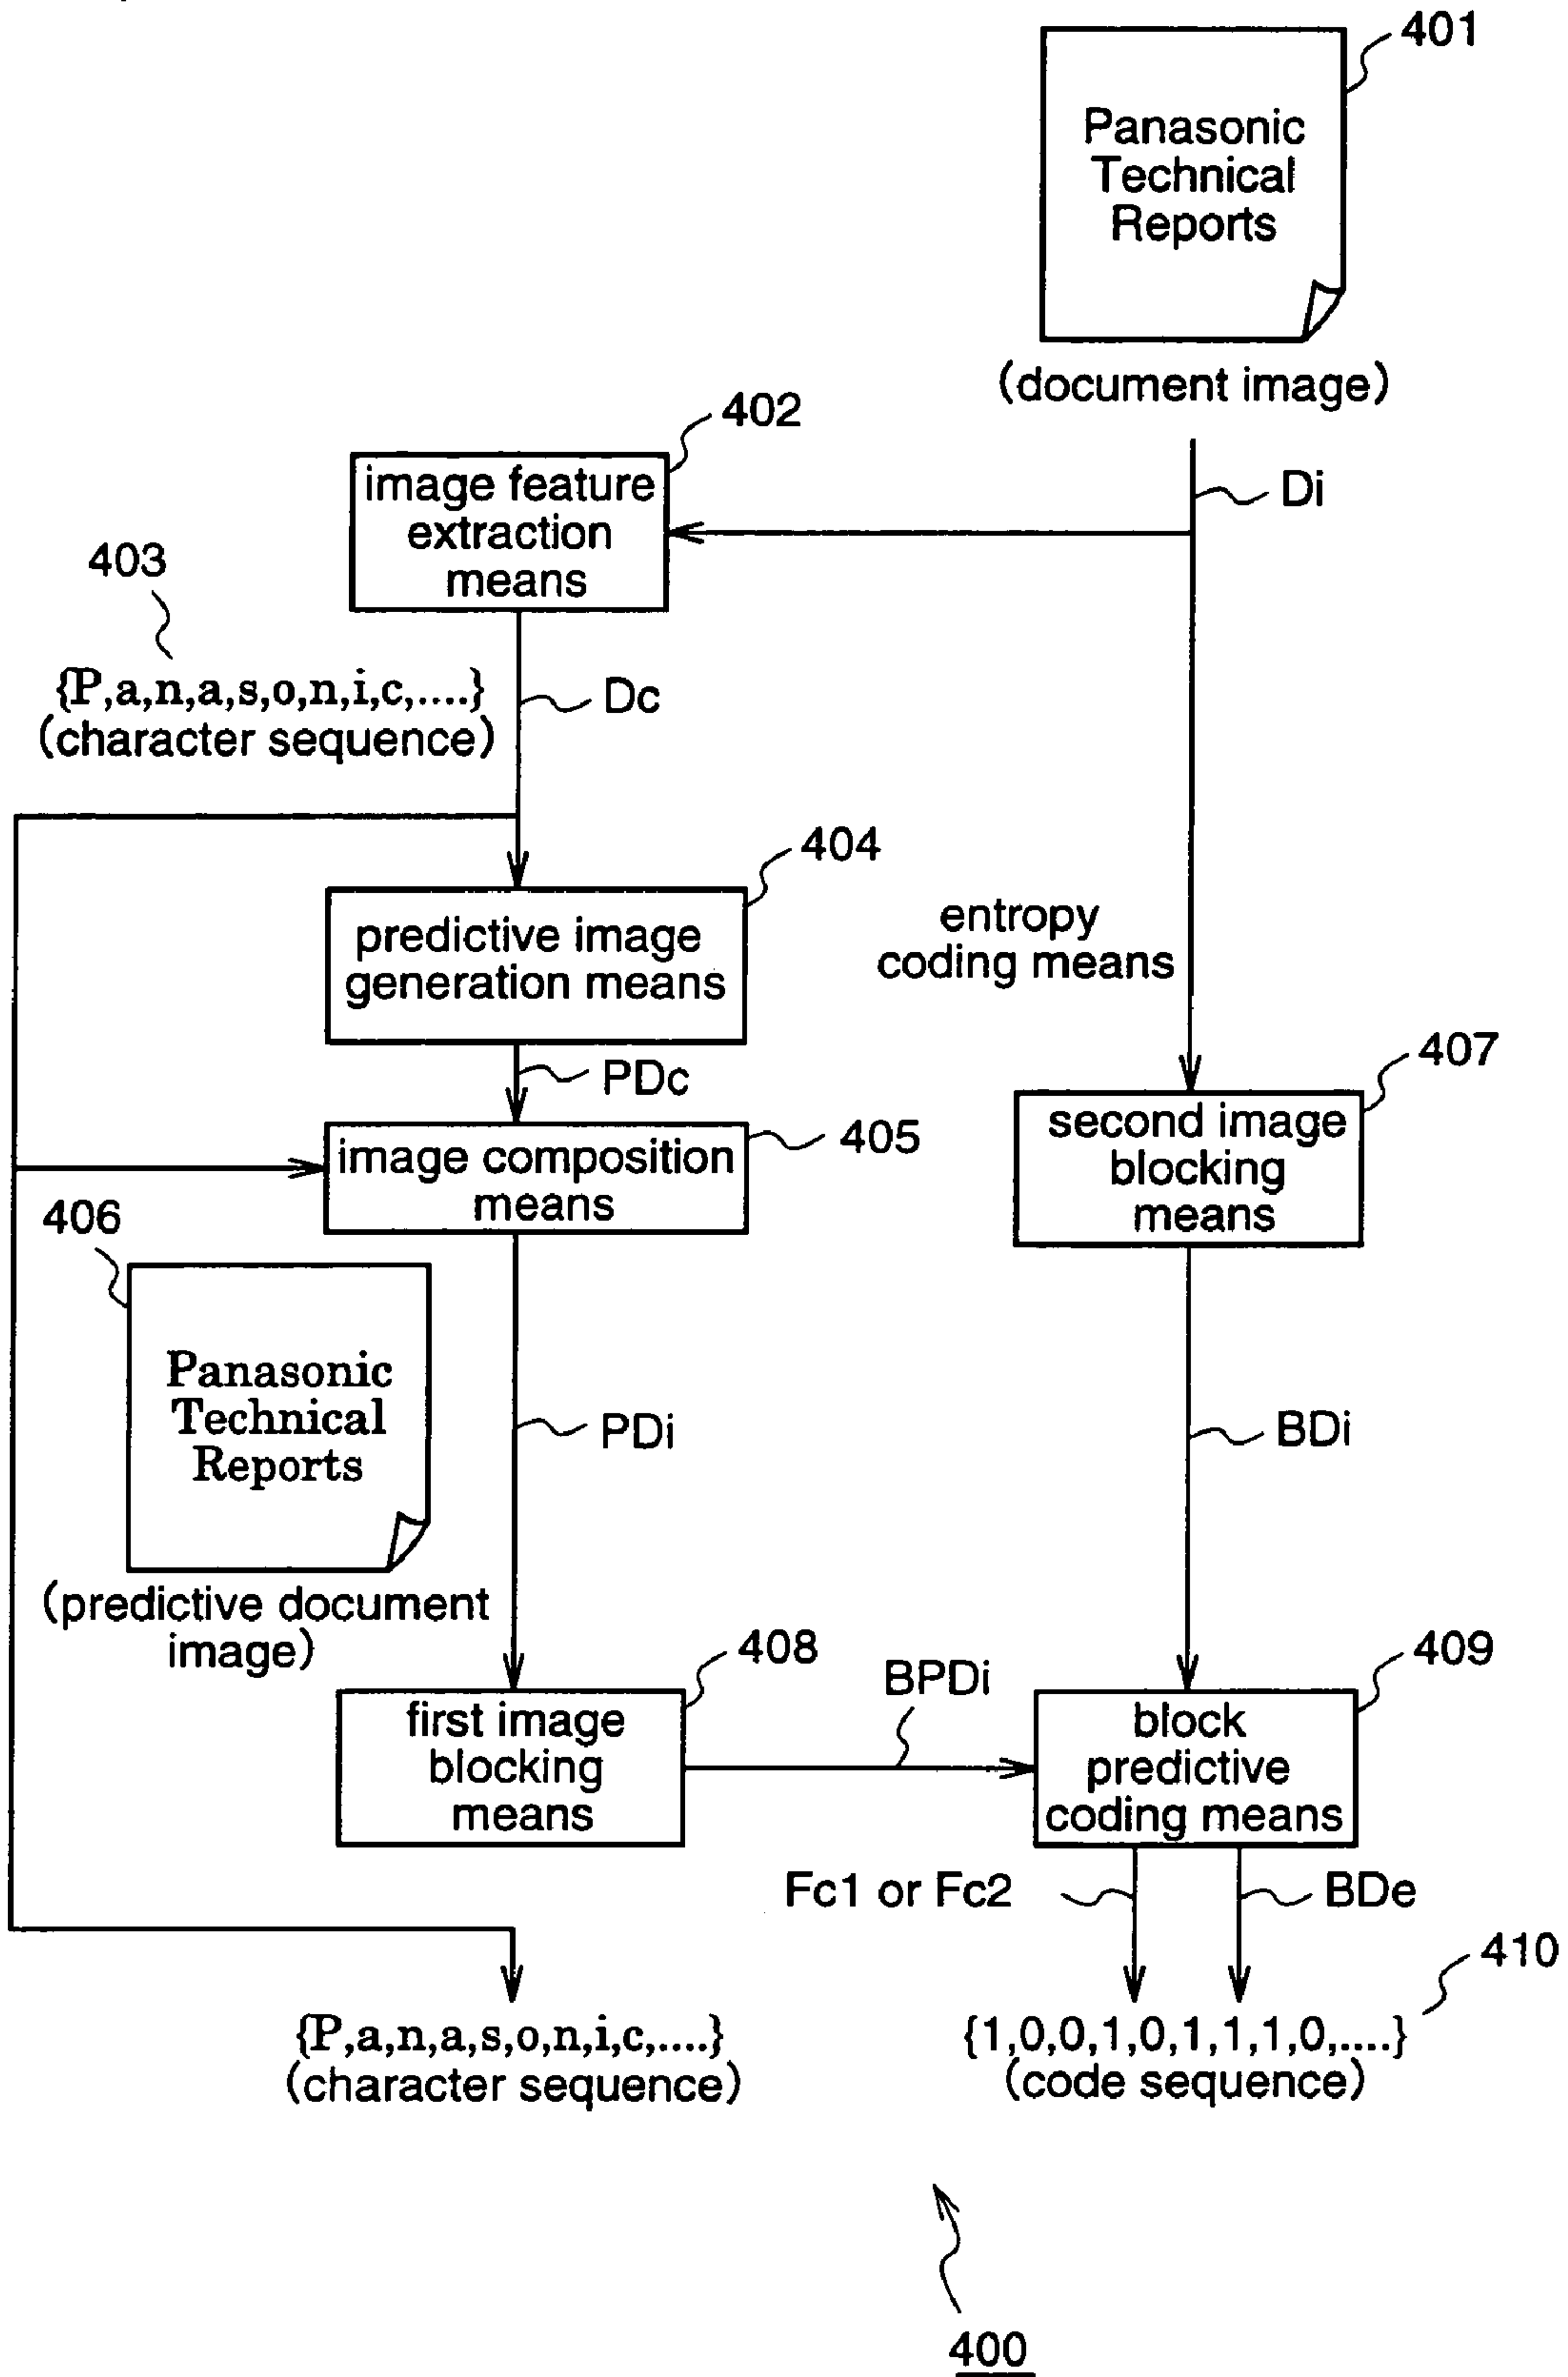 401
Panasonic
Technical
Reports
(document image)
402
image feature
extraction
means
Di
403
{P,a,n,a,s,o,n,i,c,....}
(character sequence)
Dc
404
predictive image
generation means
entropy
coding means
PDc
407
405
image composition
means
second image
blocking
means
406
Panasonic
Technical
Reports
PDi
BDi
(predictive document
image)
408
BPDi
409
first image
blocking
means
block
predictive
coding means
Fc1 or Fc2
BDe
410
{P,a,n,a,s,o,n,i,c,....}
(character sequence)
{1,0,0,1,0,1,1,1,0,....}
(code sequence)
400